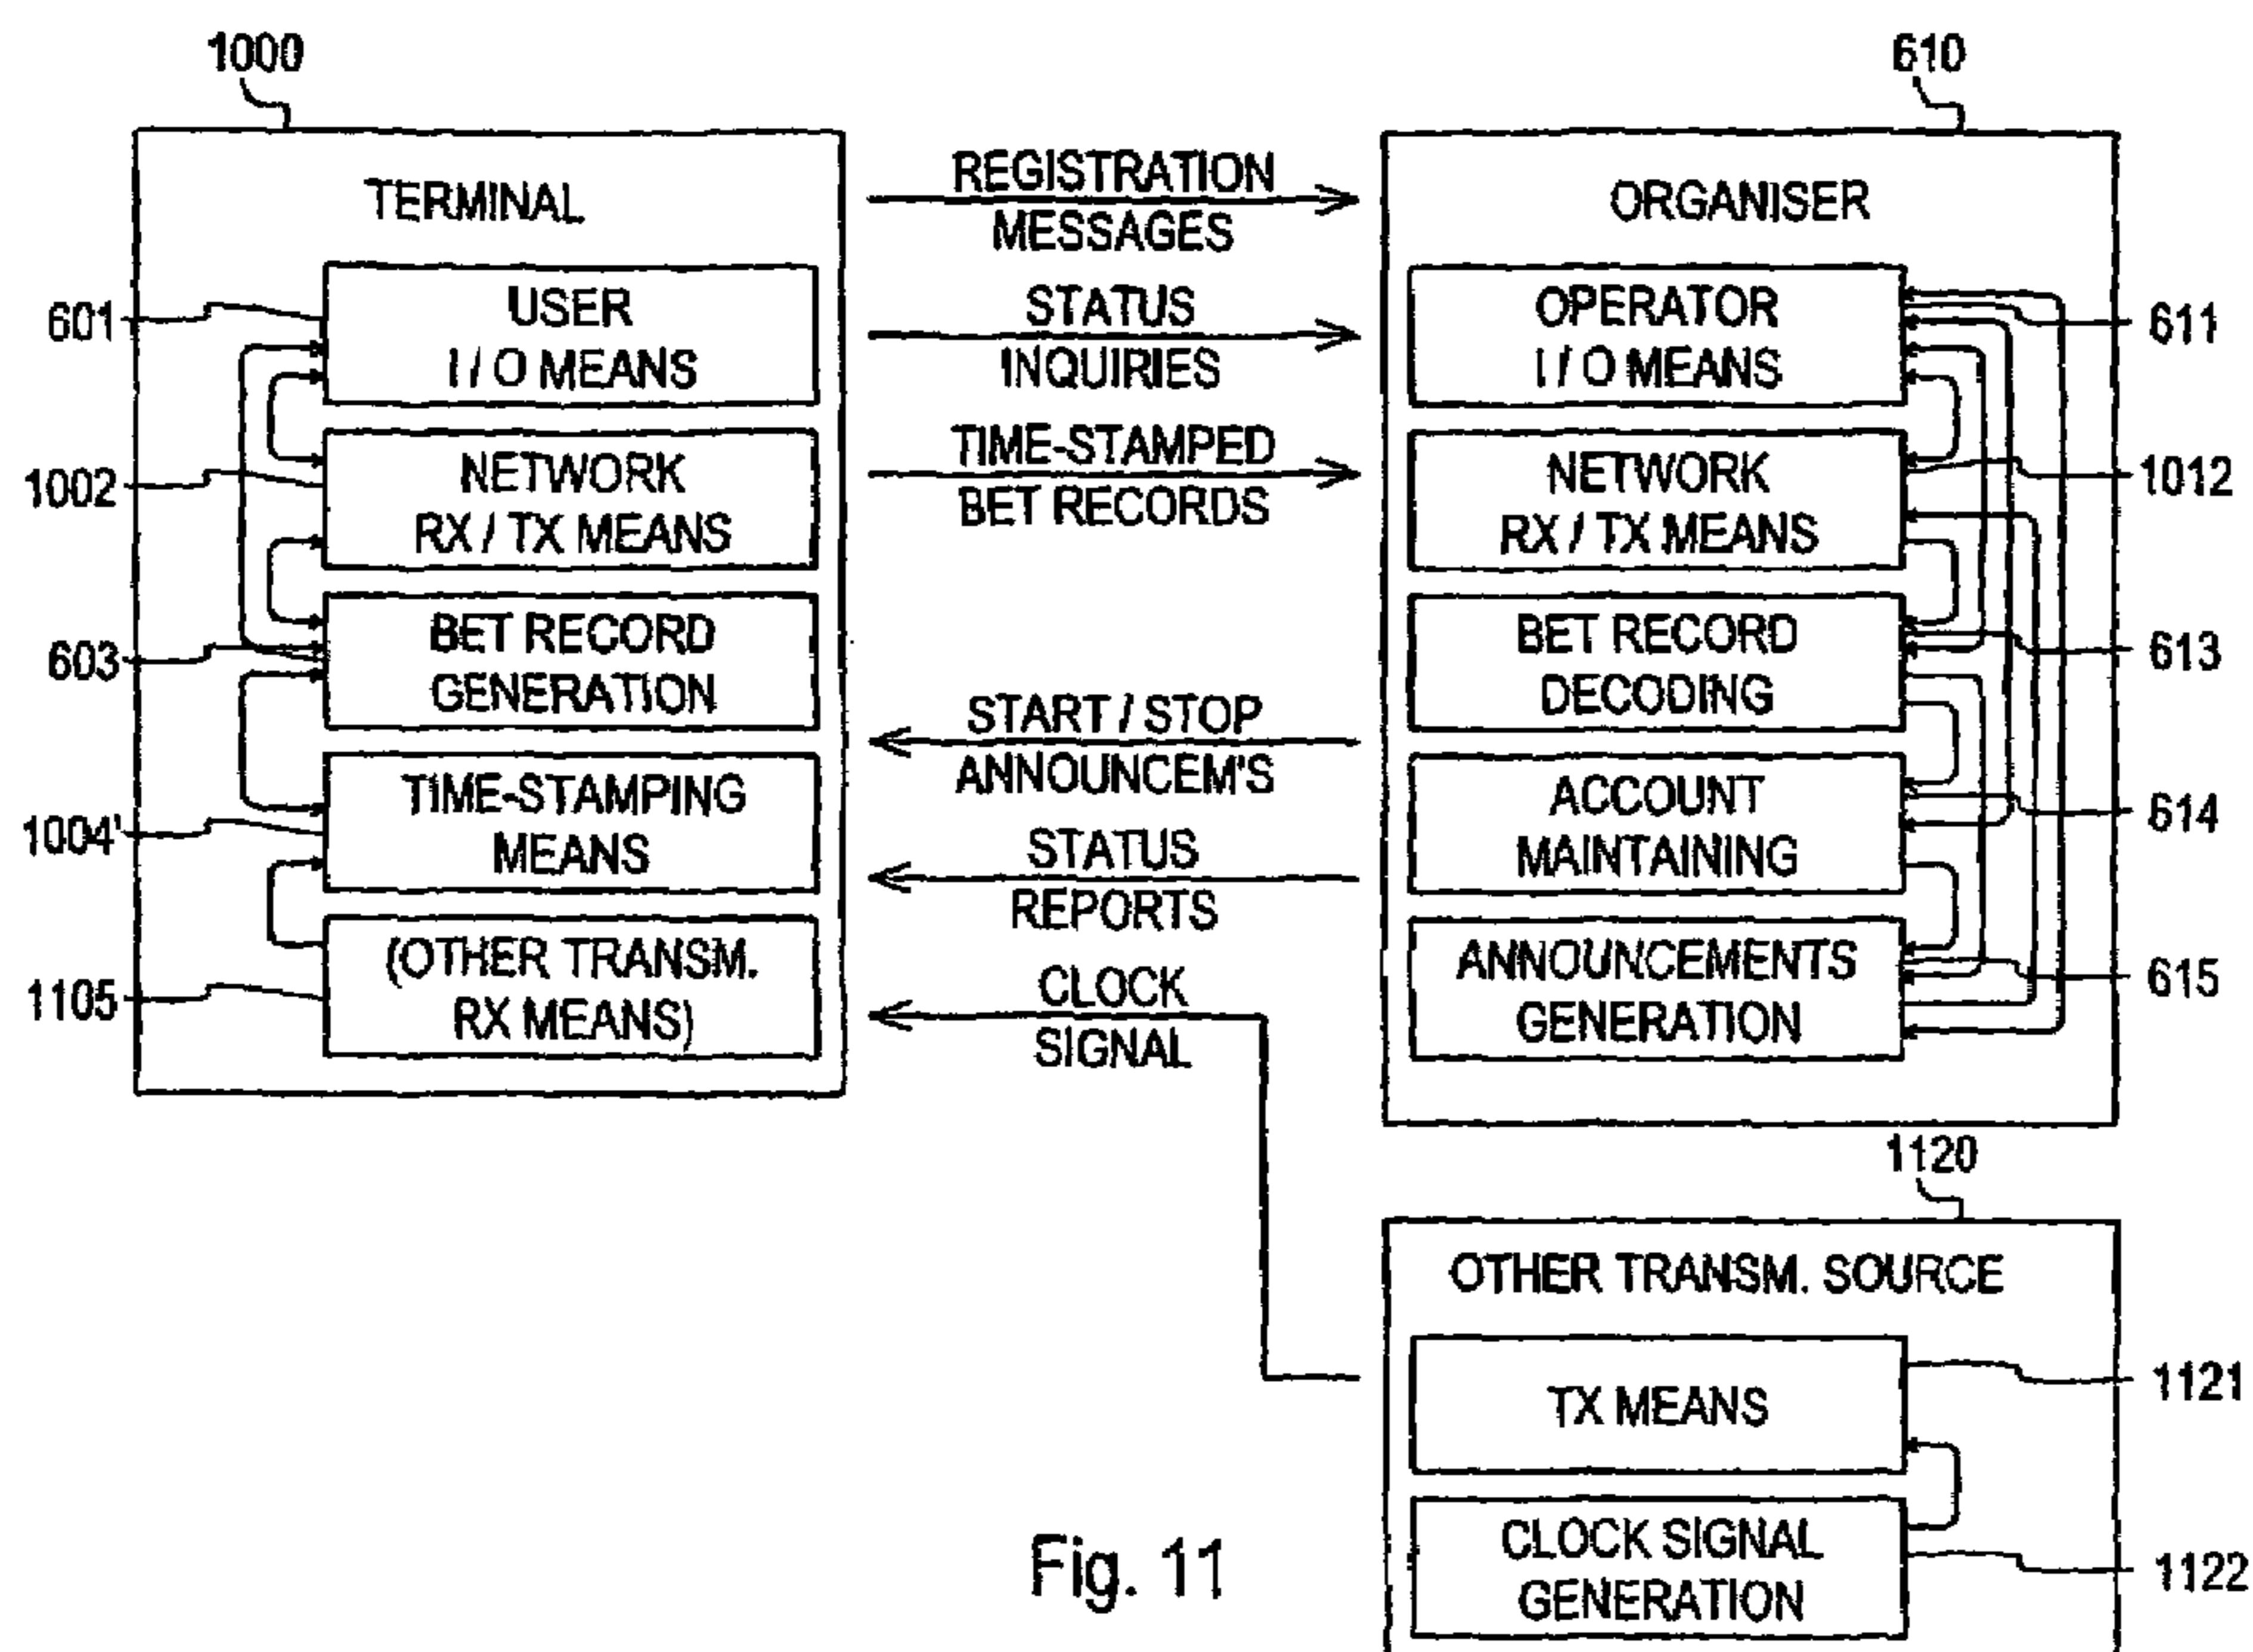 1000
610
TERMINAL
REGISTRATION
MESSAGES
ORGANISER
601
USER
I / O MEANS
STATUS
INQUIRIES
OPERATOR
I / O MEANS
611
1002
NETWORK
RX / TX MEANS
TIME-STAMPED
BET RECORDS
NETWORK
RX / TX MEANS
1012
603
BET RECORD
GENERATION
BET RECORD
DECODING
613
START / STOP
ANNOUNCEM'S
1004'
TIME-STAMPING
MEANS
STATUS
REPORTS
ACCOUNT
MAINTAINING
614
1105
(OTHER TRANSM.
RX MEANS)
CLOCK
SIGNAL
ANNOUNCEMENTS
GENERATION
615
1120
OTHER TRANSM. SOURCE
TX MEANS
1121
CLOCK SIGNAL
GENERATION
1122
Fig. 11